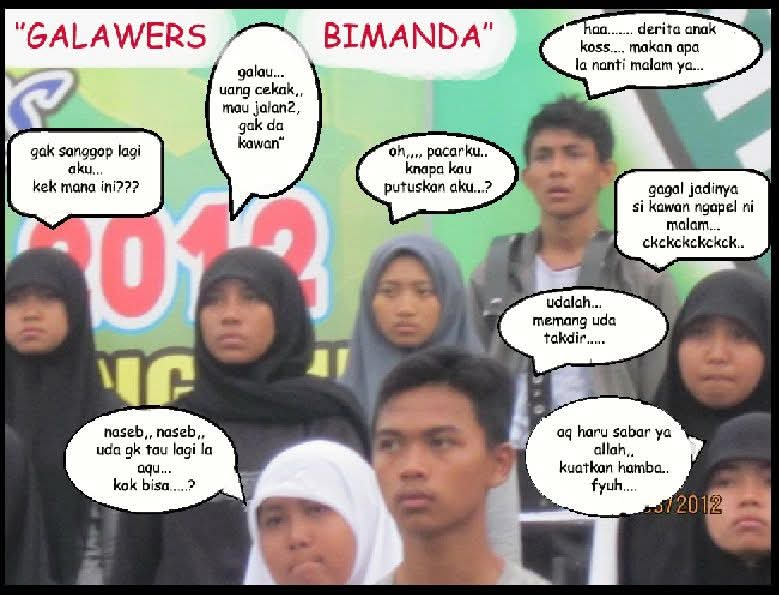 "GALAWERS BIMANDA"
haa....... derita anak
koss.... makan apa
la nanti malam ya...
galau...
uang cekak,,
mau jalan2,
gak da
kawan"
gak sanggop lagi
aku...
kek mana ini???
oh,,,, pacarku..
knapa kau
putuskan aku...?
gagal jadinya
si kawan ngapel ni
malam...
ckckckckckck..
2012
udalah...
memang uda
takdir.....
naseb,, naseb,,
uda gk tau lagi la
aqu...
kok bisa.....?
aq haru sabar ya
allah,,
kuatkan hamba..
fyuh....
/2012